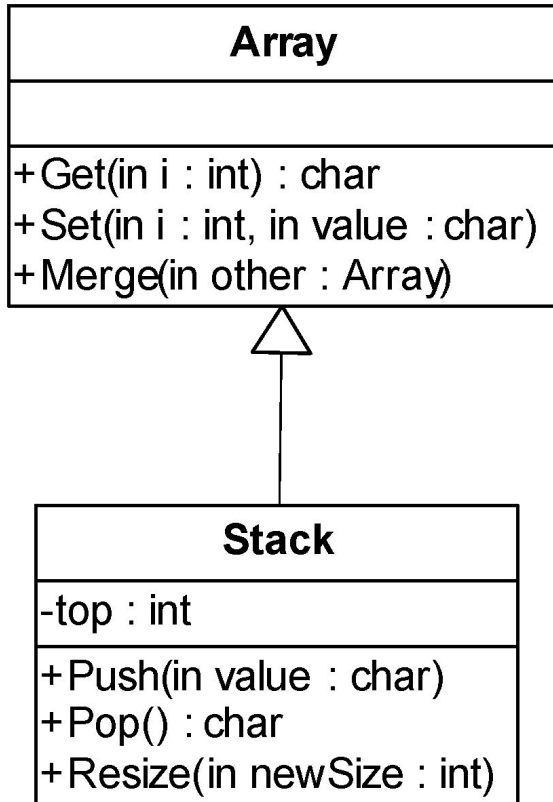 Array
+Get(in i : int) : char
+Set(in i : int, in value : char)
+Merge(in other : Array)
Stack
-top : int
+Push(in value : char)
+Pop() : char
+Resize(in newSize : int)